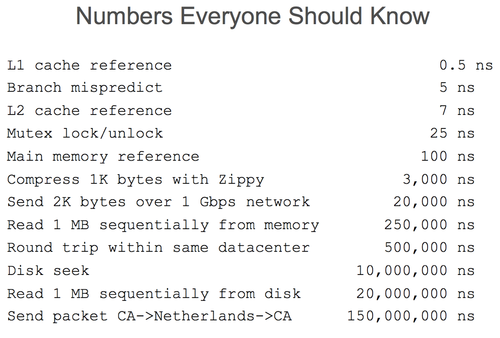 Numbers Everyone Should Know
L1 cache reference 0.5 ns
Branch mispredict 5 ns
L2 cache reference 7 ns
Mutex lock/unlock 25 ns
Main memory reference 100 ns
Compress 1K bytes with Zippy 3,000 ns
Send 2K bytes over 1 Gbps network 20,000 ns
Read 1 MB sequentially from memory 250,000 ns
Round trip within same datacenter 500,000 ns
Disk seek 10,000,000 ns
Read 1 MB sequentially from disk 20,000,000 ns
Send packet CA->Netherlands->CA 150,000,000 ns